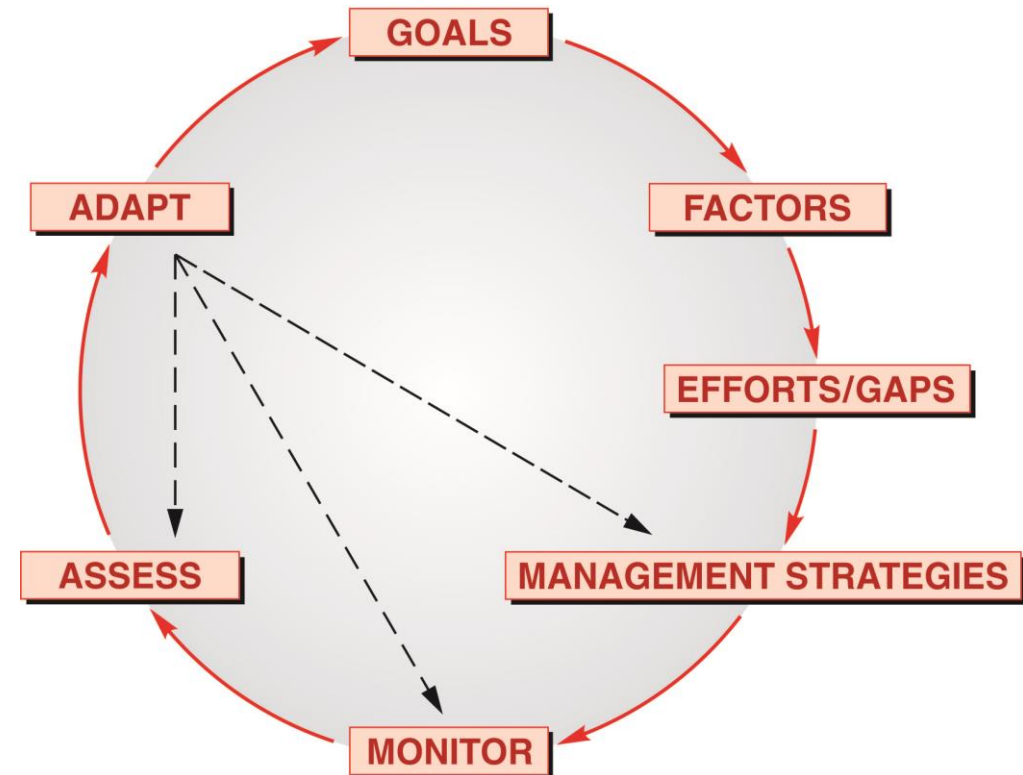 GOALS
FACTORS
EFFORTS/GAPS
MANAGEMENT STRATEGIES
MONITOR
ASSESS
ADAPT